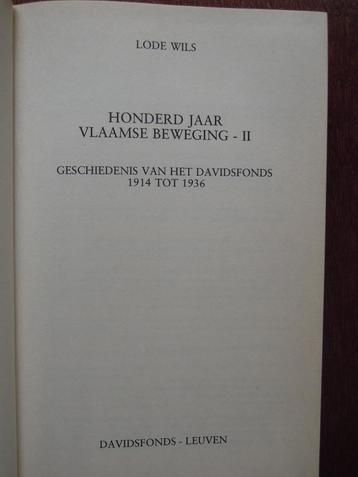 LODE WILS
HONDERD JAAR
VLAAMSE BEWEGING - II
GESCHIEDENIS VAN HET DAVIDSFONDS
1914 TOT 1936
DAVIDSFONDS - LEUVEN